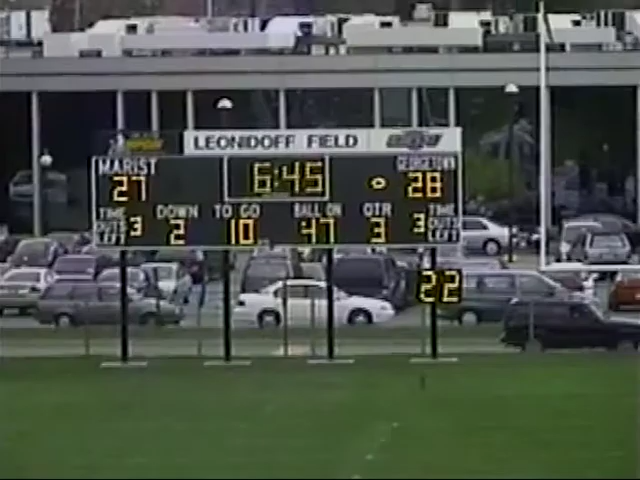 LEONIDOFF FIELD
MARIST 6:45 GEORGETOWN
27 28
TIME OUTS LEFT 3 DOWN 2 TO GO 10 BALL ON 47 QTR 3 3 TIME OUTS LEFT
22